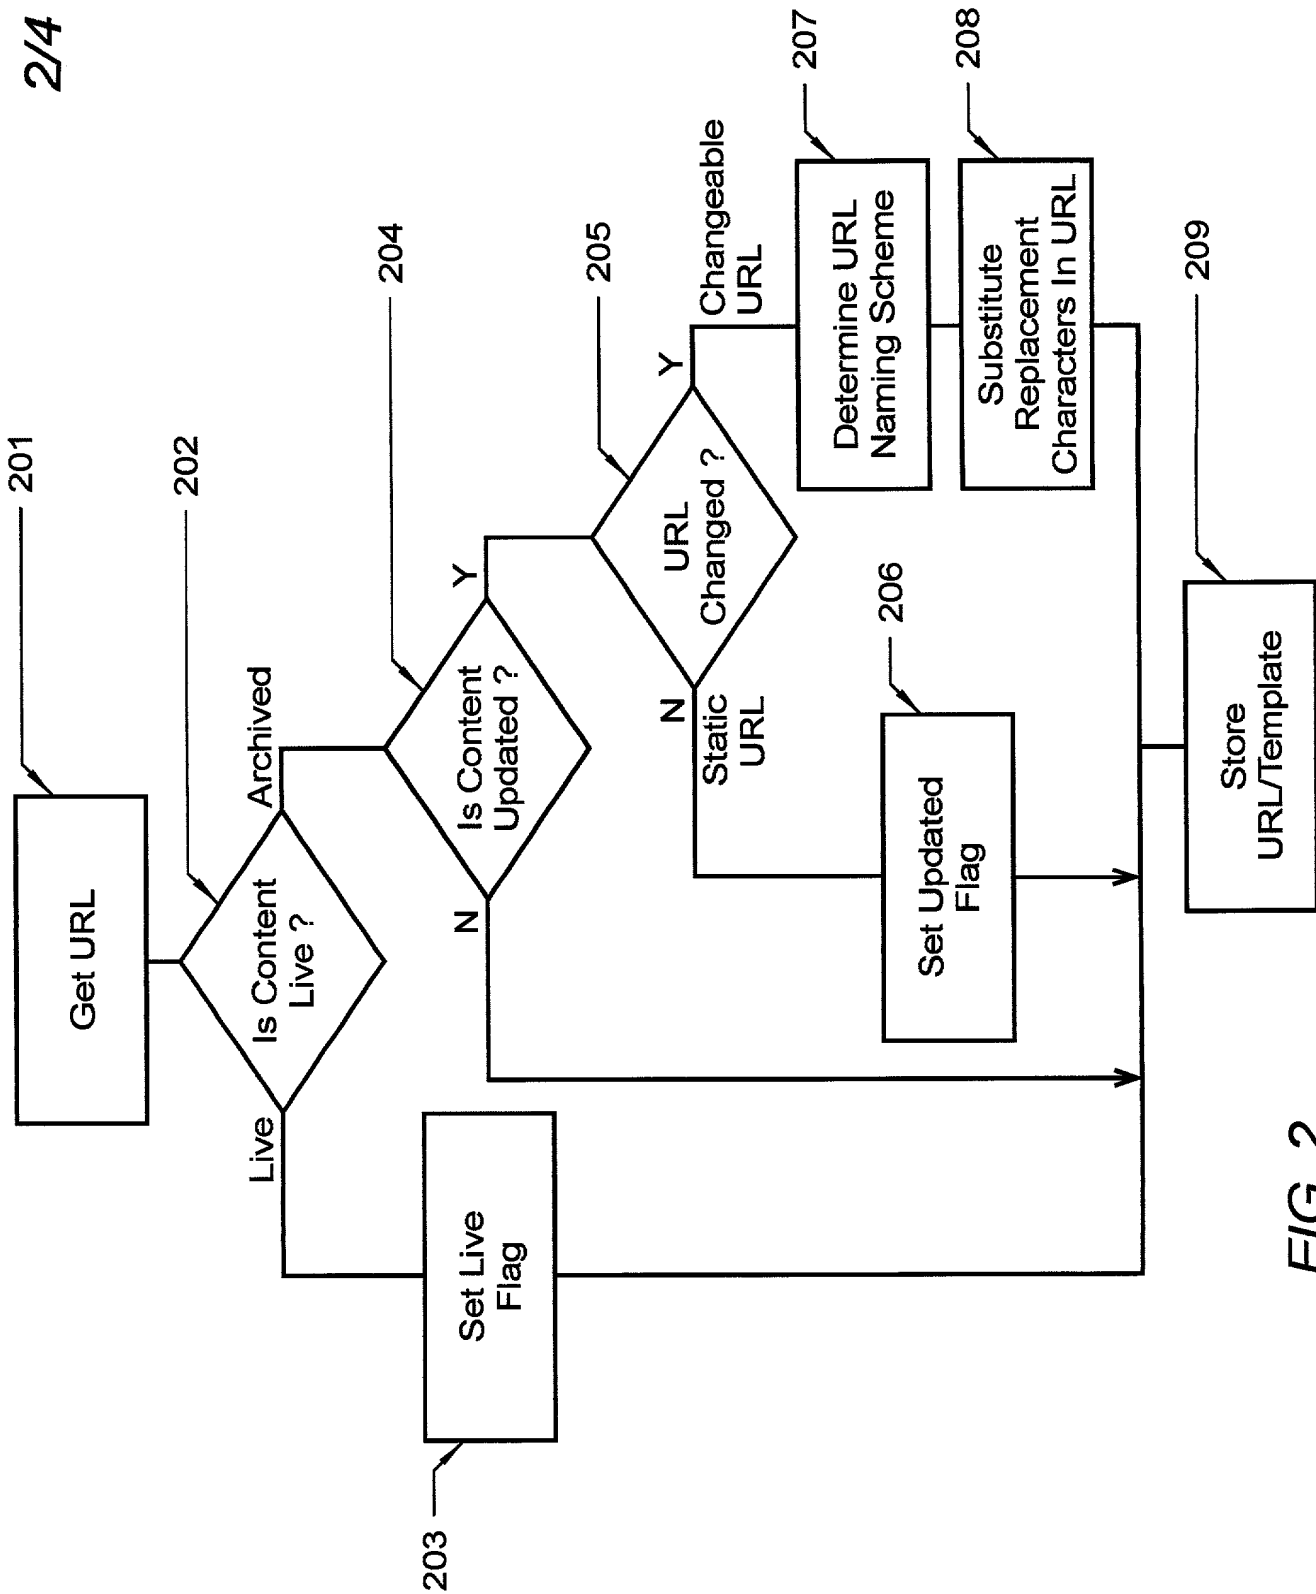 2/4
201
Get URL
202
Is Content
Live ?
Live
Archived
203
Set Live
Flag
204
Is Content
Updated ?
N
Y
205
URL
Changed ?
N
Static
URL
Y
Changeable
URL
206
Set Updated
Flag
207
Determine URL
Naming Scheme
208
Substitute
Replacement
Characters In URL
209
Store
URL/Template
FIG. 2